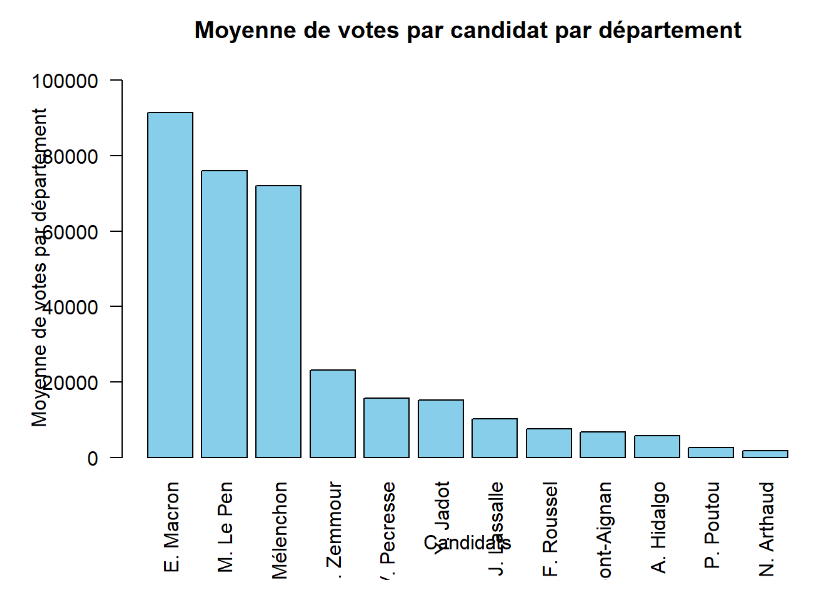 Moyenne de votes par candidat par département
Moyenne de votes par département
100000
80000
60000
40000
20000
0
E. Macron
M. Le Pen
Mélenchon
. Zemmour
V. Pecresse
Y. Jadot
J. Lassalle
F. Roussel
ont-Aignan
A. Hidalgo
P. Poutou
N. Arthaud
Candidats